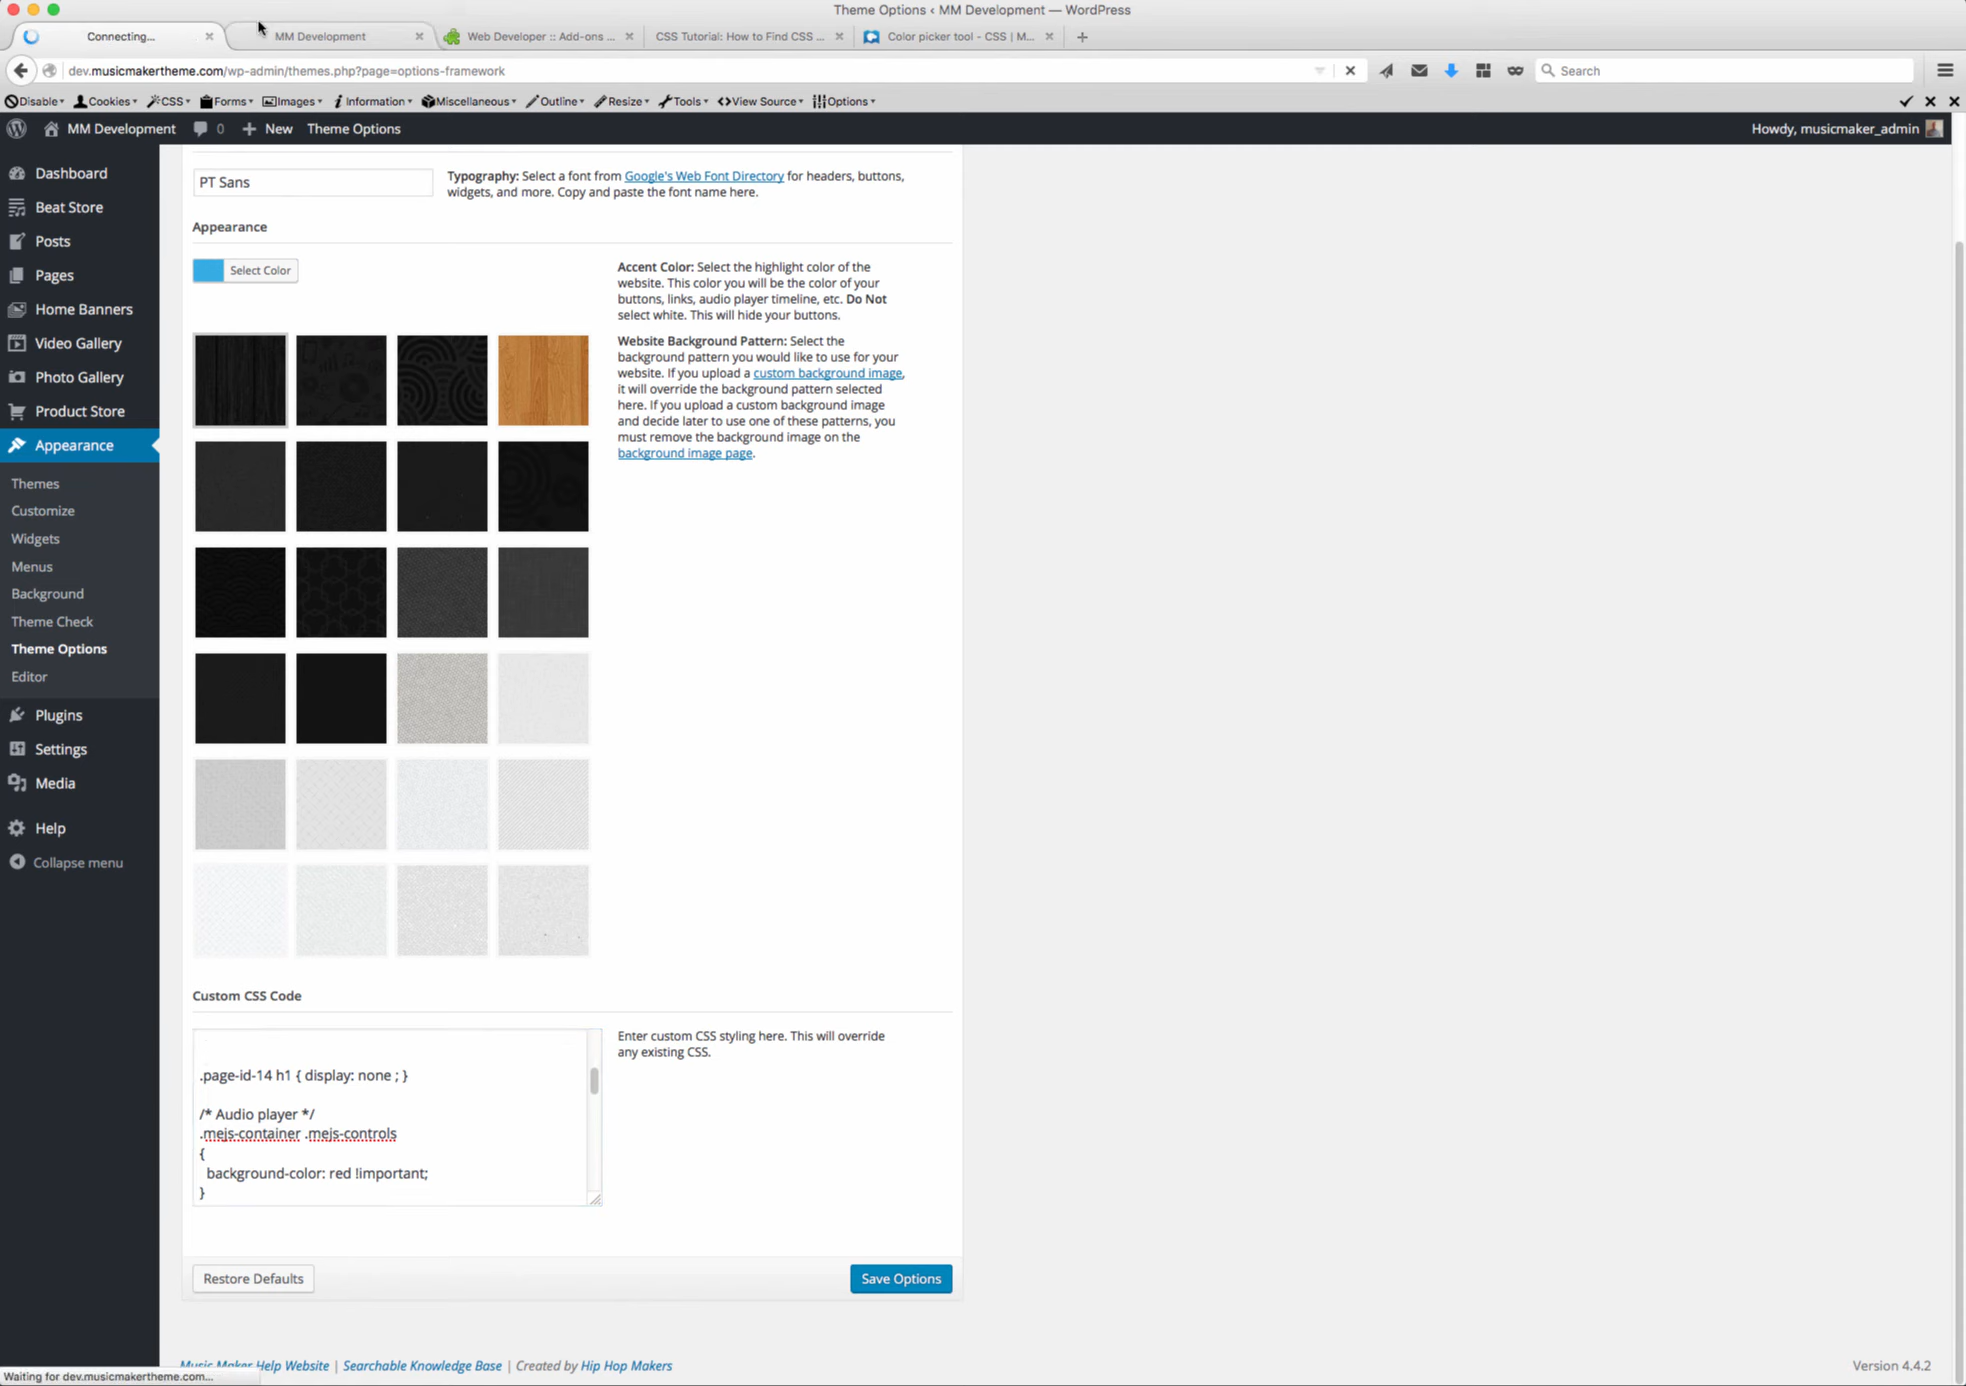 Theme Options ‹ MM Development — WordPress
Connecting...
MM Development
Web Developer :: Add-ons ...
CSS Tutorial: How to Find CSS ...
Color picker tool - CSS | M...
dev.musicmakertheme.com/wp-admin/themes.php?page=options-framework
Search
Disable
Cookies
CSS
Forms
Images
Information
Miscellaneous
Outline
Resize
Tools
View Source
Options
MM Development
0
New
Theme Options
Howdy, musicmaker_admin
Dashboard
Beat Store
Posts
Pages
Home Banners
Video Gallery
Photo Gallery
Product Store
Appearance
Themes
Customize
Widgets
Menus
Background
Theme Check
Theme Options
Editor
Plugins
Settings
Media
Help
Collapse menu
PT Sans
Typography: Select a font from Google's Web Font Directory for headers, buttons,
widgets, and more. Copy and paste the font name here.
Appearance
Select Color
Accent Color: Select the highlight color of the
website. This color you will be the color of your
buttons, links, audio player timeline, etc. Do Not
select white. This will hide your buttons.
Website Background Pattern: Select the
background pattern you would like to use for your
website. If you upload a custom background image,
it will override the background pattern selected
here. If you upload a custom background image
and decide later to use one of these patterns, you
must remove the background image on the
background image page.
Custom CSS Code
.page-id-14 h1 { display: none ; }
/* Audio player */
.mejs-container .mejs-controls
{
background-color: red !important;
}
Enter custom CSS styling here. This will override
any existing CSS.
Restore Defaults
Save Options
Music Maker Help Website | Searchable Knowledge Base | Created by Hip Hop Makers
Version 4.4.2
Waiting for dev.musicmakertheme.com...